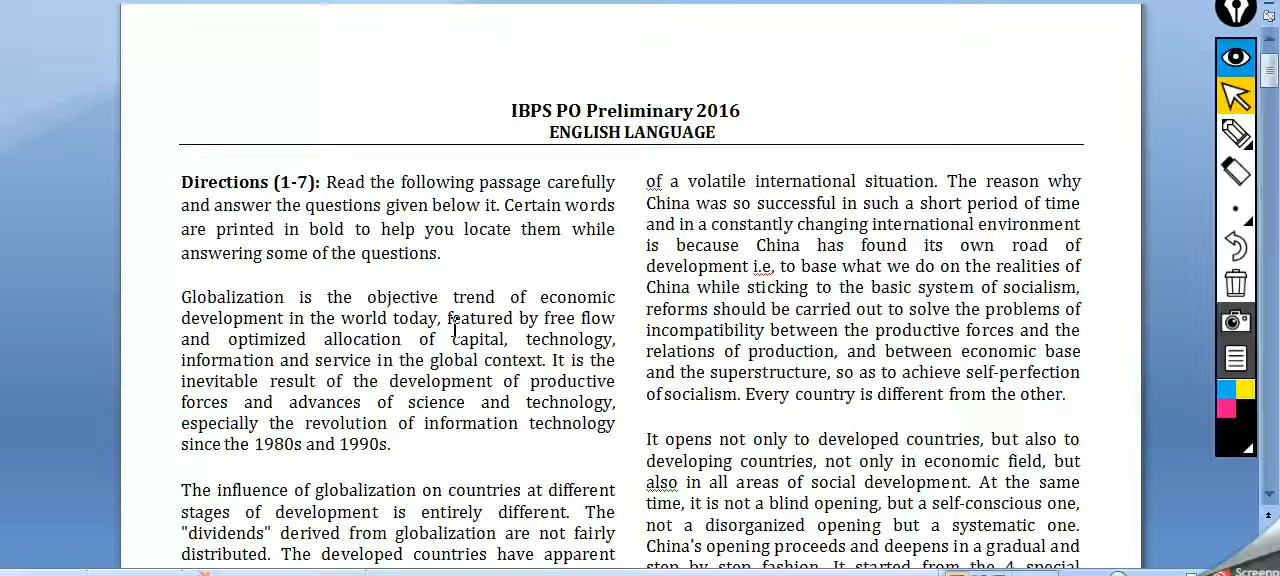 IBPS PO Preliminary 2016
ENGLISH LANGUAGE
Directions (1-7): Read the following passage carefully
and answer the questions given below it. Certain words
are printed in bold to help you locate them while
answering some of the questions.
Globalization is the objective trend of economic
development in the world today, featured by free flow
and optimized allocation of capital, technology,
information and service in the global context. It is the
inevitable result of the development of productive
forces and advances of science and technology,
especially the revolution of information technology
since the 1980s and 1990s.
The influence of globalization on countries at different
stages of development is entirely different. The
"dividends" derived from globalization are not fairly
distributed. The developed countries have apparent
of a volatile international situation. The reason why
China was so successful in such a short period of time
and in a constantly changing international environment
is because China has found its own road of
development i.e, to base what we do on the realities of
China while sticking to the basic system of socialism,
reforms should be carried out to solve the problems of
incompatibility between the productive forces and the
relations of production, and between economic base
and the superstructure, so as to achieve self-perfection
of socialism. Every country is different from the other.
It opens not only to developed countries, but also to
developing countries, not only in economic field, but
also in all areas of social development. At the same
time, it is not a blind opening, but a self-conscious one,
not a disorganized opening but a systematic one.
China's opening proceeds and deepens in a gradual and
step by step fashion. It started from the 4 special